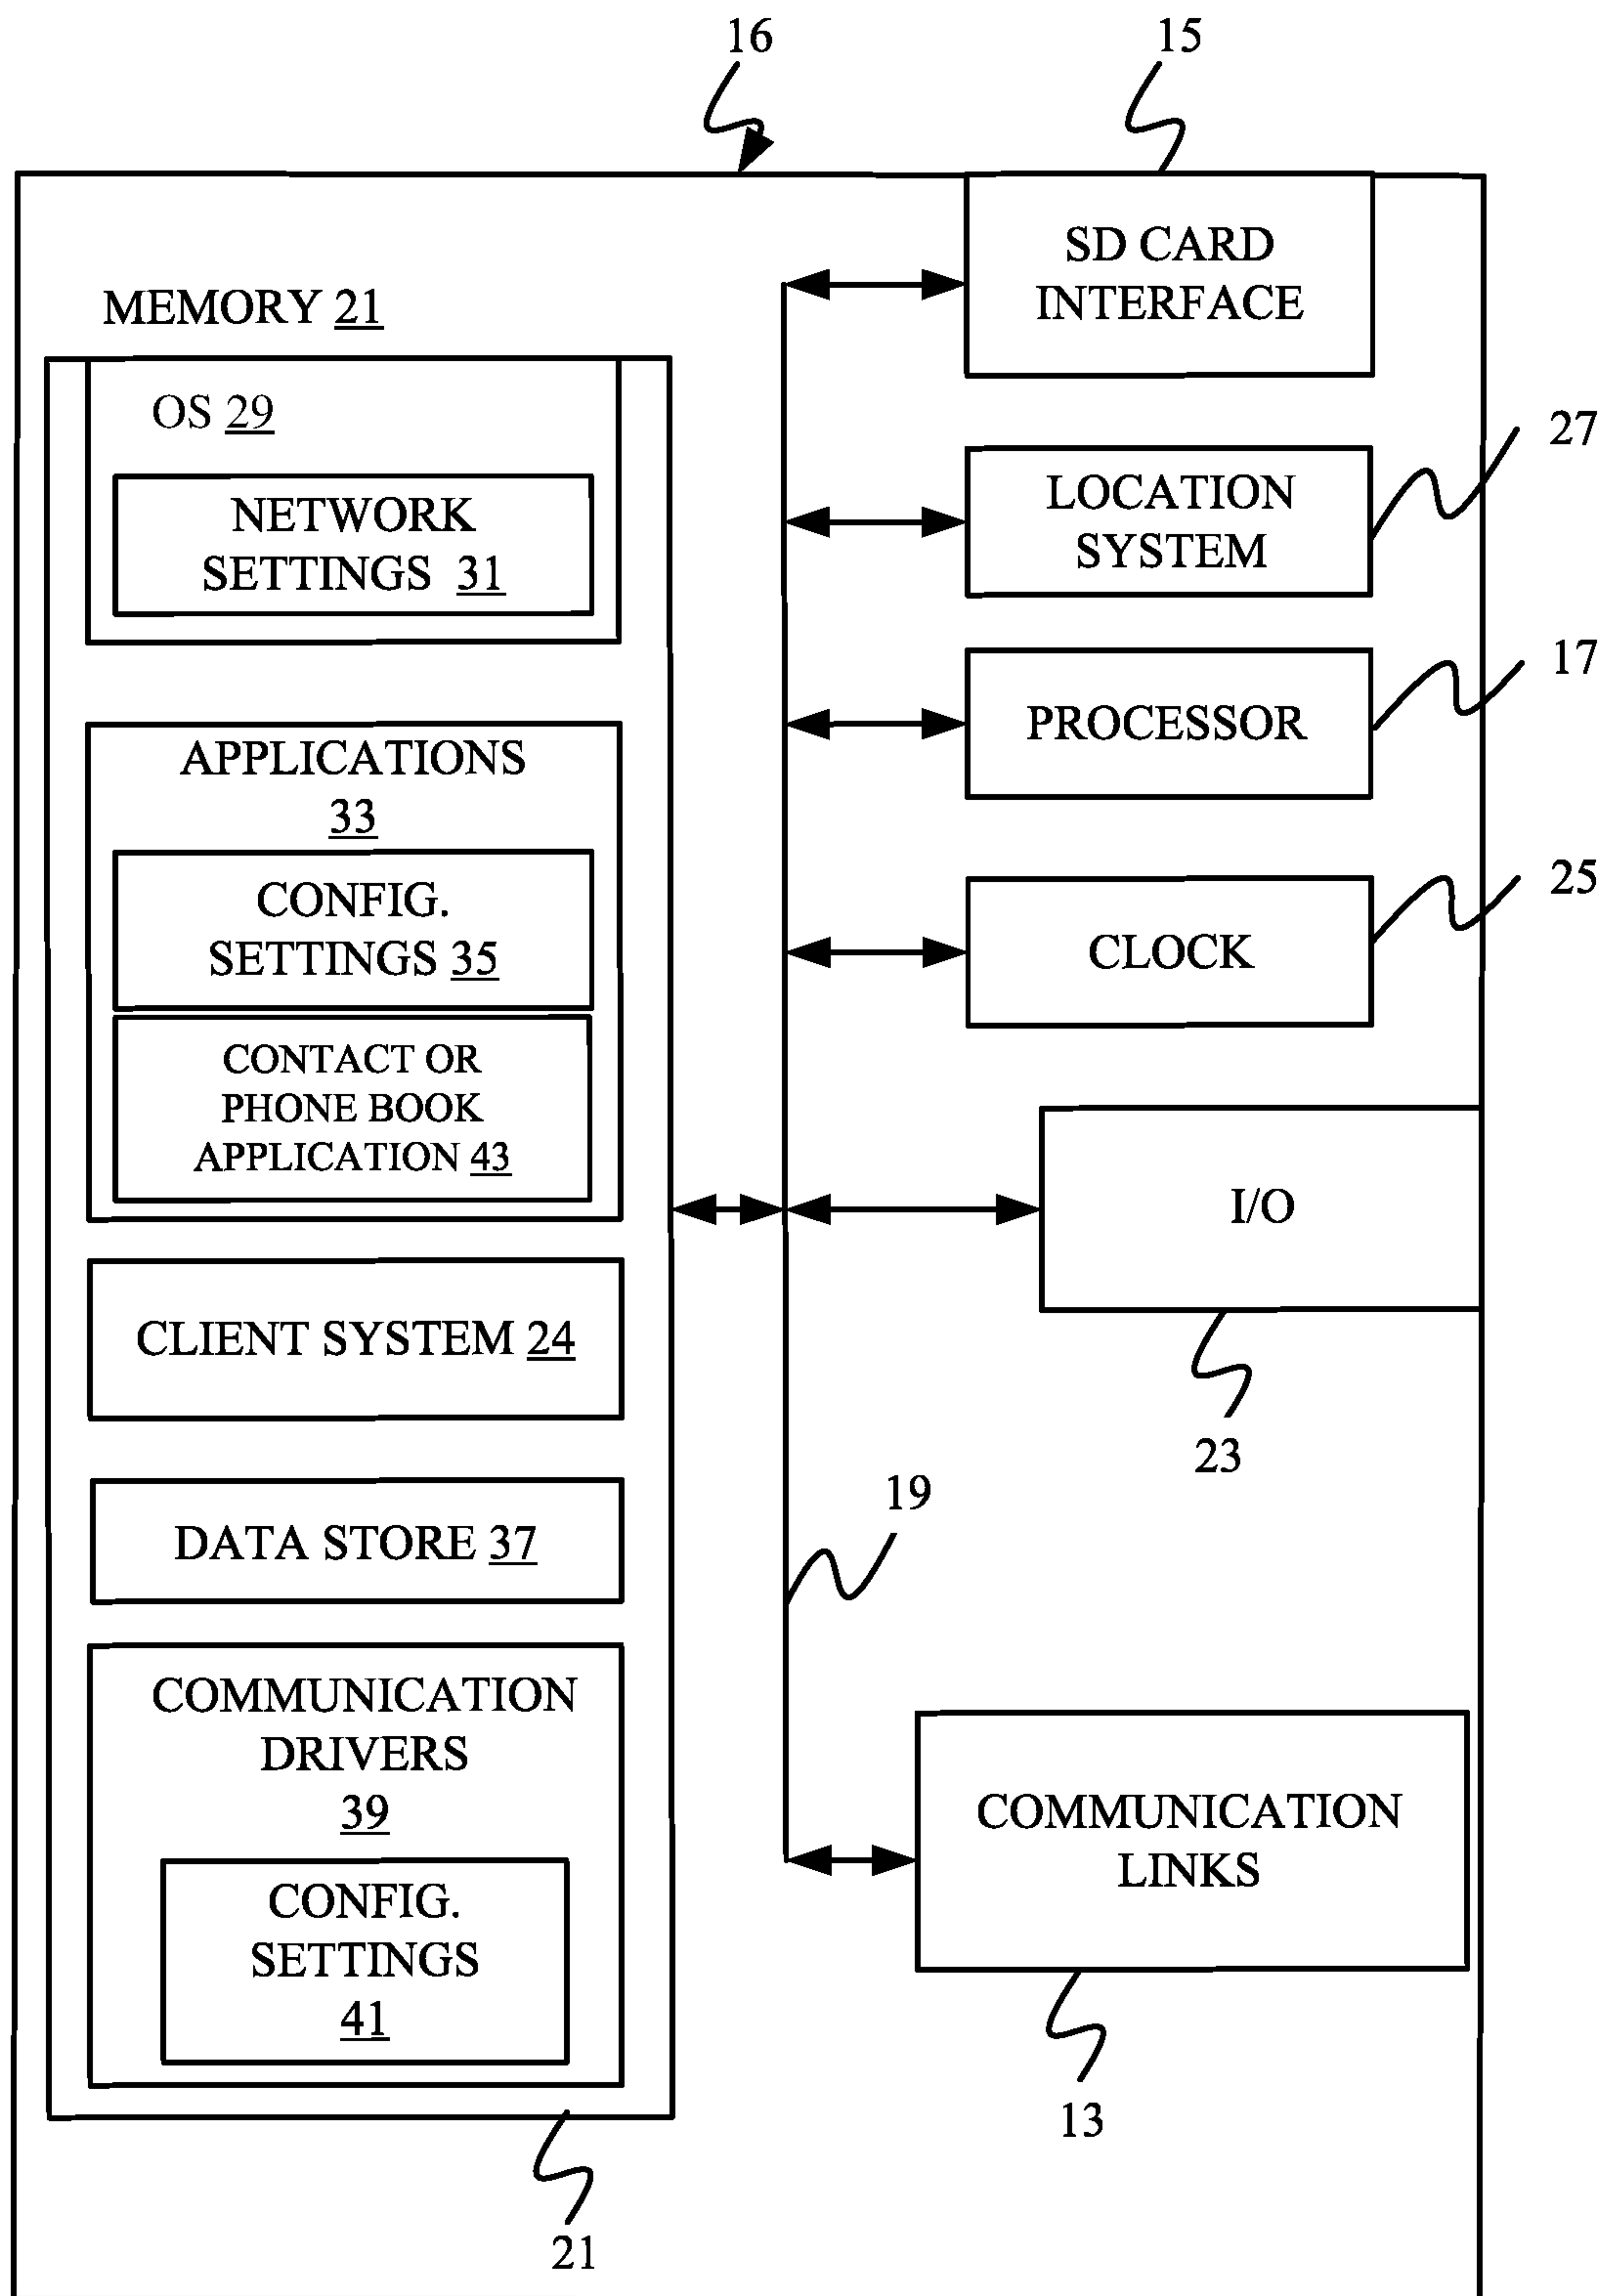 16
15
SD CARD
INTERFACE
MEMORY 21
OS 29
NETWORK
SETTINGS 31
27
LOCATION
SYSTEM
17
PROCESSOR
APPLICATIONS
33
CONFIG.
SETTINGS 35
25
CLOCK
CONTACT OR
PHONE BOOK
APPLICATION 43
I/O
CLIENT SYSTEM 24
23
19
DATA STORE 37
COMMUNICATION
DRIVERS
39
COMMUNICATION
LINKS
CONFIG.
SETTINGS
41
13
21